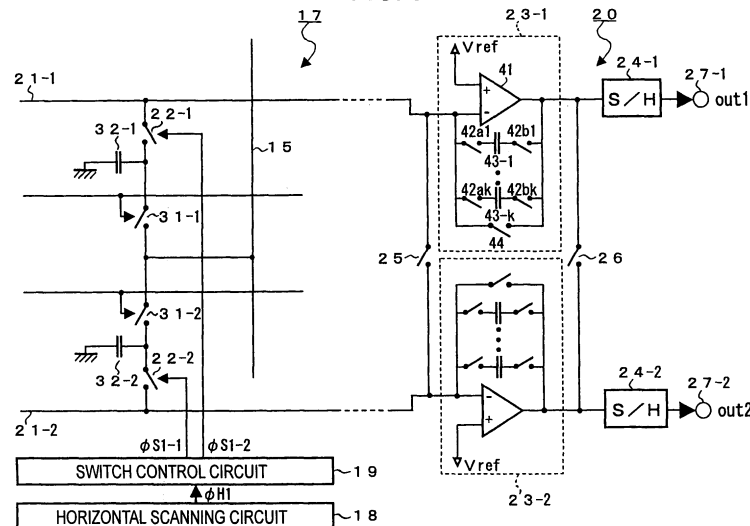 17
23-1
20
21-1
Vref
41
24-1
27-1
S/H
out1
32-1
22-1
15
42a1
42b1
43-1
42ak
42bk
43-k
44
31-1
25
26
31-2
32-2
22-2
24-2
27-2
S/H
out2
21-2
Vref
23-2
φS1-1
φS1-2
SWITCH CONTROL CIRCUIT
19
φH1
HORIZONTAL SCANNING CIRCUIT
18